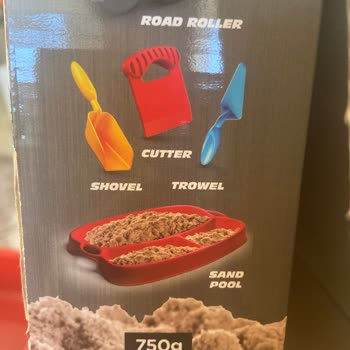 ROAD ROLLER
CUTTER
SHOVEL
TROWEL
SAND
POOL
750g